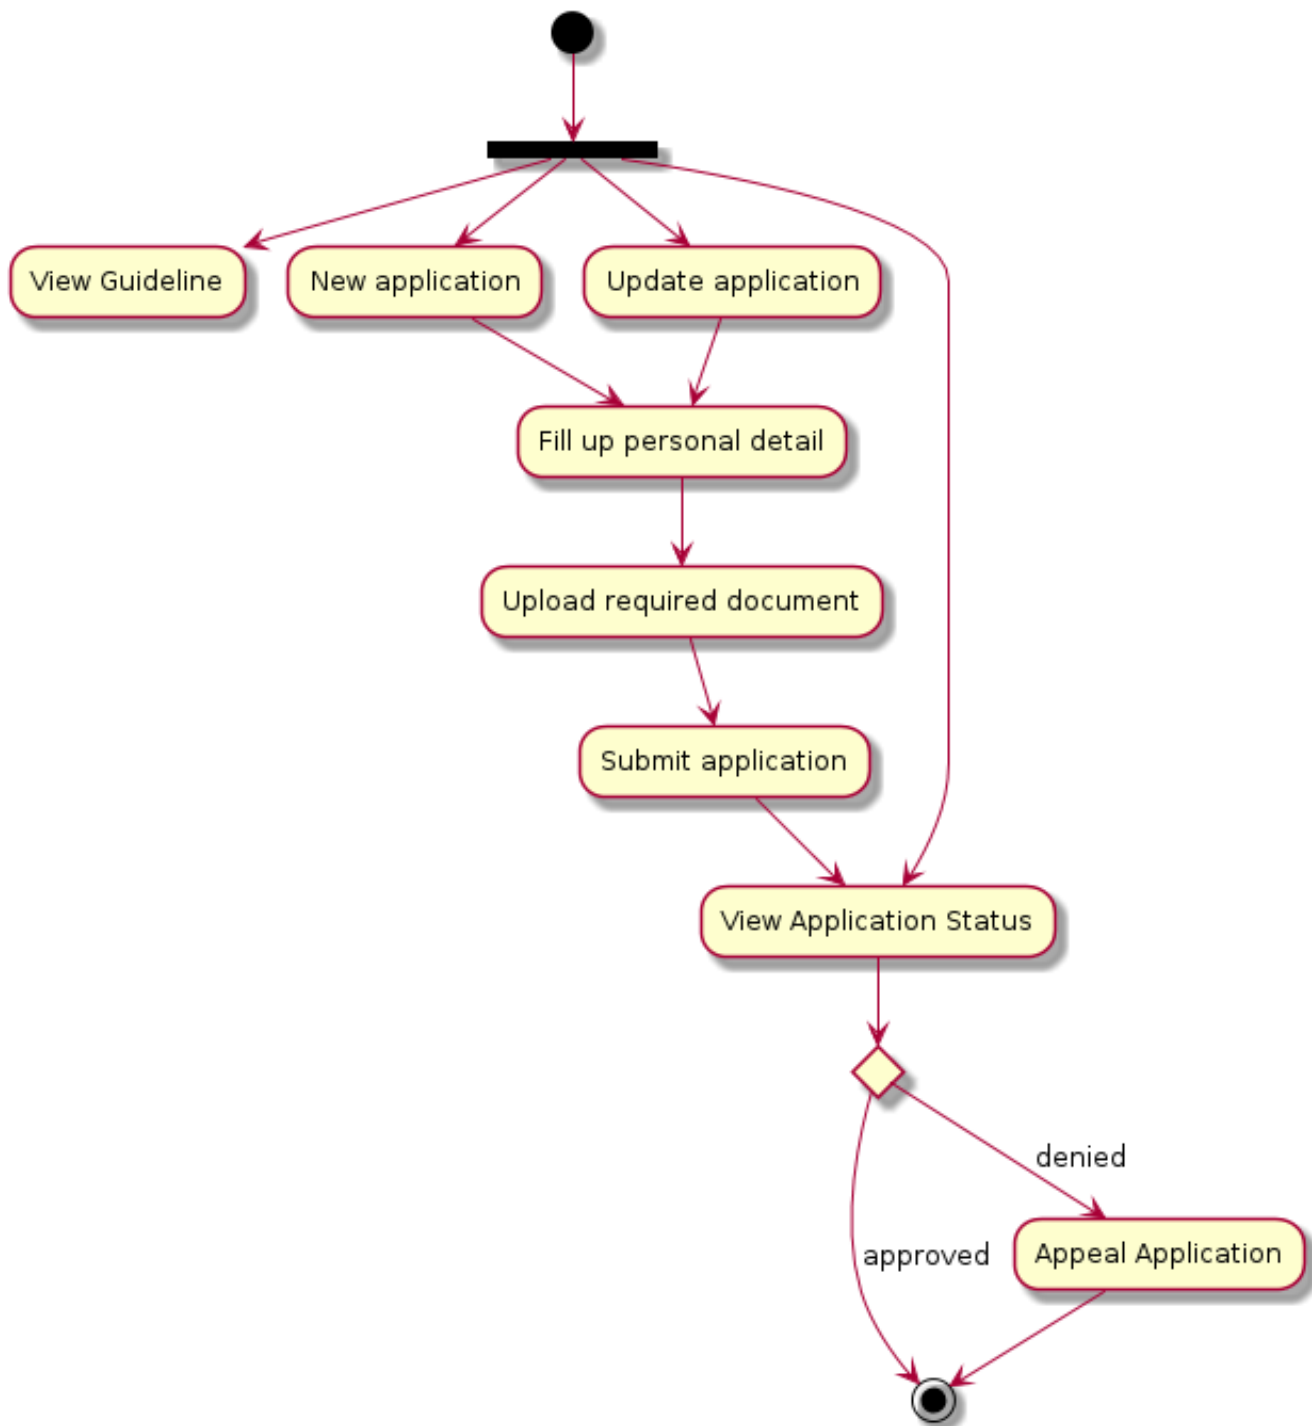 View Guideline
New application
Update application
Fill up personal detail
Upload required document
Submit application
View Application Status
denied
approved
Appeal Application